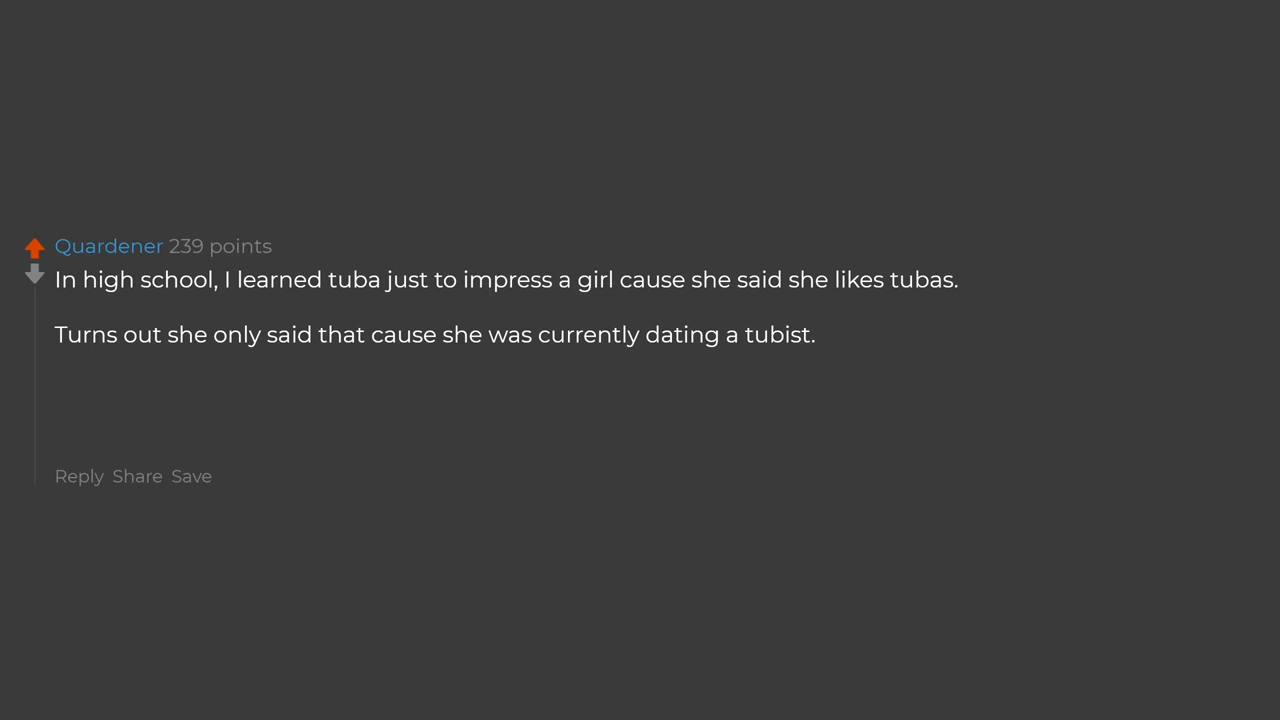 Quardener 239 points
In high school, I learned tuba just to impress a girl cause she said she likes tubas.
Turns out she only said that cause she was currently dating a tubist.
Reply Share Save